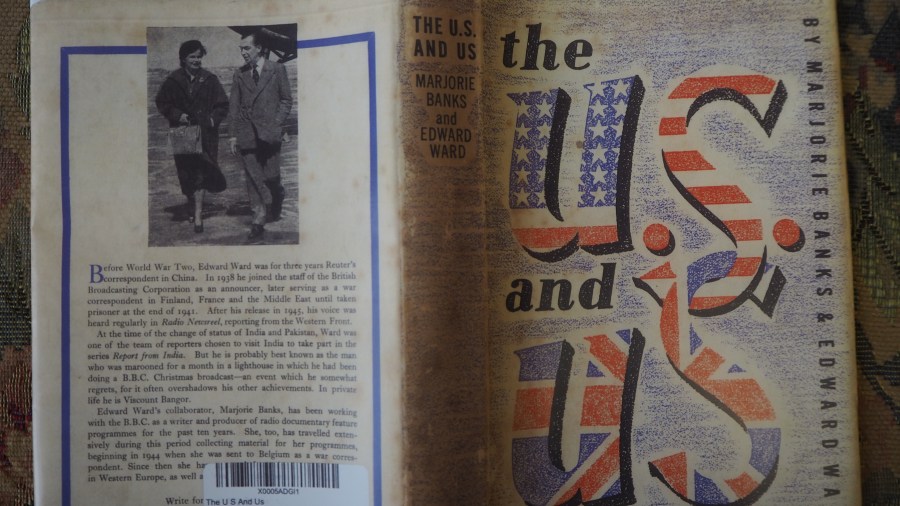 Before World War Two, Edward Ward was for three years Reuter's
correspondent in China. In 1938 he joined the staff of the British
Broadcasting Corporation as an announcer, later serving as a war
correspondent in Finland, France and the Middle East until taken
prisoner at the end of 1941. After his release in 1945, his voice was
heard regularly in Radio Newsreel, reporting from the Western Front.
At the time of the change of status of India and Pakistan, Ward was
one of the team of reporters chosen to visit India to take part in the
series Report from India. But he is probably best known as the man
who was marooned for a month in a lighthouse in which he had been
doing a B.B.C. Christmas broadcast—an event which he somewhat
regrets, for it often overshadows his other achievements. In private
life he is Viscount Bangor.
Edward Ward's collaborator, Marjorie Banks, has been working
with the B.B.C. as a writer and producer of radio documentary feature
programmes for the past ten years. She, too, has travelled exten-
sively during this period collecting material for her programmes,
beginning in 1944 when she was sent to Belgium as a war corres-
pondent. Since then she
in Western Europe, as well
Write for
X0005ADGI1
The U S And Us
THE U.S.
AND US
MARJORIE
BANKS
and
EDWARD
WARD
the
U.S.
and
US
BY MARJORIE BANKS & EDWARD WA